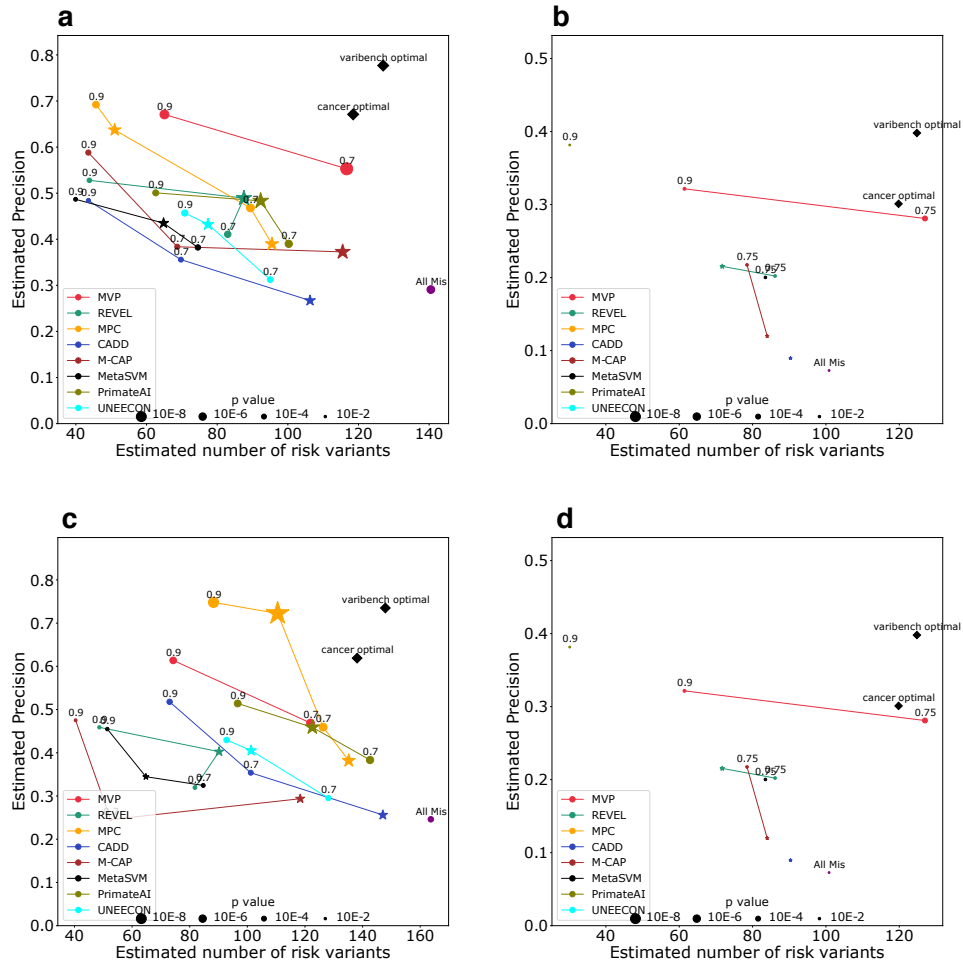 a
Estimated Precision
0.8
0.7
0.6
0.5
0.4
0.3
0.2
0.1
0.0
varibench optimal
cancer optimal
0.9
0.9
0.7
0.9
0.9
0.9
0.9
0.9
0.9
0.7
0.7
0.7
0.7
0.7
0.7
0.7
All Mis
MVP
REVEL
MPC
CADD
M-CAP
MetaSVM
PrimateAI
UNEECON
p value
10E-8
10E-6
10E-4
10E-2
40 60 80 100 120 140
Estimated number of risk variants
b
Estimated Precision
0.5
0.4
0.3
0.2
0.1
0.0
0.9
varibench optimal
0.9
cancer optimal
0.75
0.75
0.75
0.75
All Mis
MVP
REVEL
MPC
CADD
M-CAP
MetaSVM
PrimateAI
UNEECON
p value
10E-8
10E-6
10E-4
10E-2
40 60 80 100 120
Estimated number of risk variants
c
Estimated Precision
0.8
0.7
0.6
0.5
0.4
0.3
0.2
0.1
0.0
0.9
varibench optimal
cancer optimal
0.9
0.9
0.9
0.9
0.9
0.9
0.9
0.7
0.7
0.7
0.7
0.7
0.7
0.7
All Mis
MVP
REVEL
MPC
CADD
M-CAP
MetaSVM
PrimateAI
UNEECON
p value
10E-8
10E-6
10E-4
10E-2
40 60 80 100 120 140 160
Estimated number of risk variants
d
Estimated Precision
0.5
0.4
0.3
0.2
0.1
0.0
0.9
varibench optimal
0.9
cancer optimal
0.75
0.75
0.75
0.75
All Mis
MVP
REVEL
MPC
CADD
M-CAP
MetaSVM
PrimateAI
UNEECON
p value
10E-8
10E-6
10E-4
10E-2
40 60 80 100 120
Estimated number of risk variants